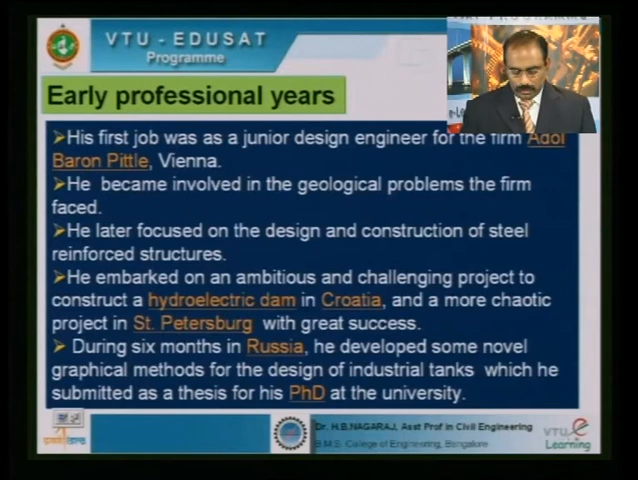 VTU - EDUSAT
Programme
Early professional years
➤His first job was as a junior design engineer for the firm Adol
Baron Pittle, Vienna.
➤He became involved in the geological problems the firm
faced.
➤He later focused on the design and construction of steel
reinforced structures.
➤He embarked on an ambitious and challenging project to
construct a hydroelectric dam in Croatia, and a more chaotic
project in St. Petersburg with great success.
➤ During six months in Russia, he developed some novel
graphical methods for the design of industrial tanks which he
submitted as a thesis for his PhD at the university.
Dr. H.B.NAGARAJ, Asst Prof in Civil Engineering
B.M.S. College of Engineering, Bangalore
VTU e
Learning